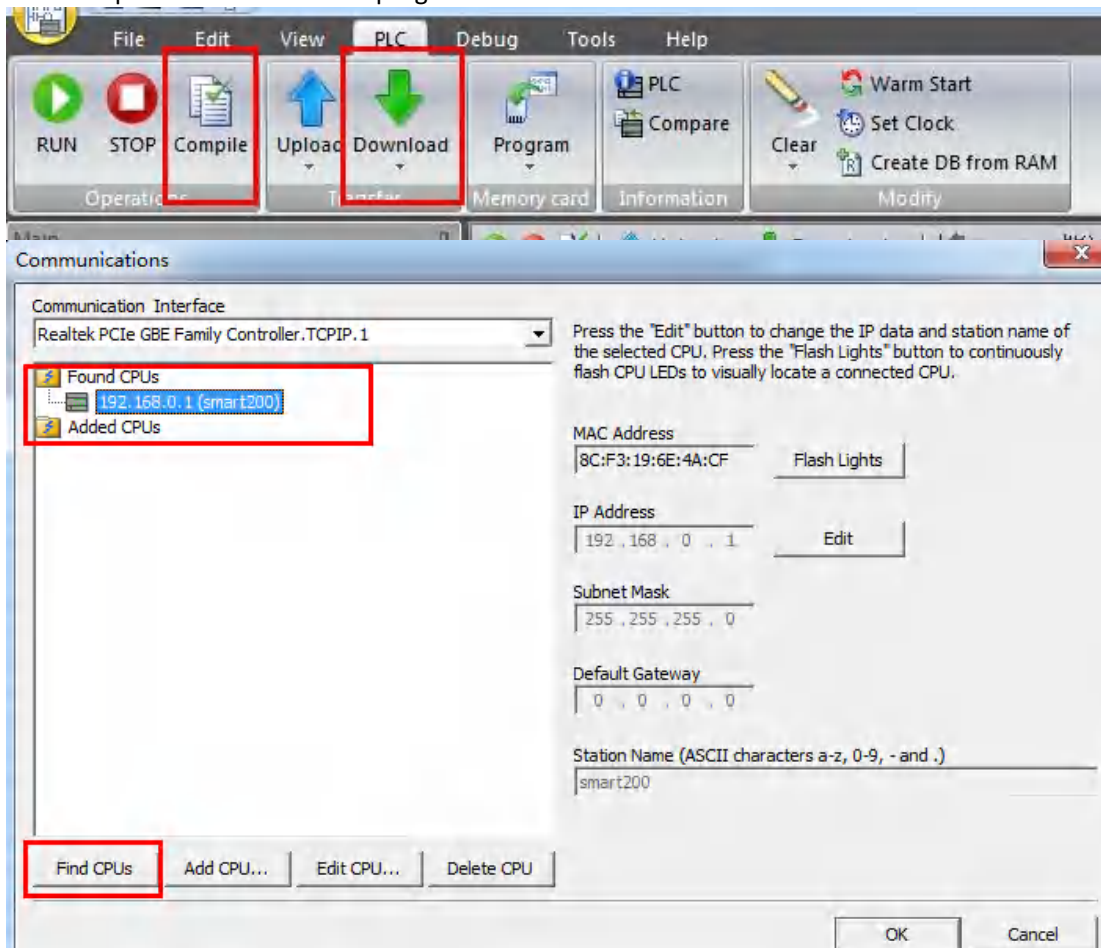 File Edit View PLC Debug Tools Help
RUN STOP Compile Upload Download Program PLC Compare Clear Warm Start
Set Clock
Create DB from RAM
Operations Transfer Memory card Information Modify
Communications
Communication Interface
Realtek PCIe GBE Family Controller.TCPIP.1
Press the "Edit" button to change the IP data and station name of
the selected CPU. Press the "Flash Lights" button to continuously
flash CPU LEDs to visually locate a connected CPU.
Found CPUs
192.168.0.1 (smart200)
Added CPUs
MAC Address
8C:F3:19:6E:4A:CF Flash Lights
IP Address
192 . 168 . 0 . 1 Edit
Subnet Mask
255 . 255 . 255 . 0
Default Gateway
0 . 0 . 0 . 0
Station Name (ASCII characters a-z, 0-9, - and .)
smart200
Find CPUs Add CPU... Edit CPU... Delete CPU
OK Cancel